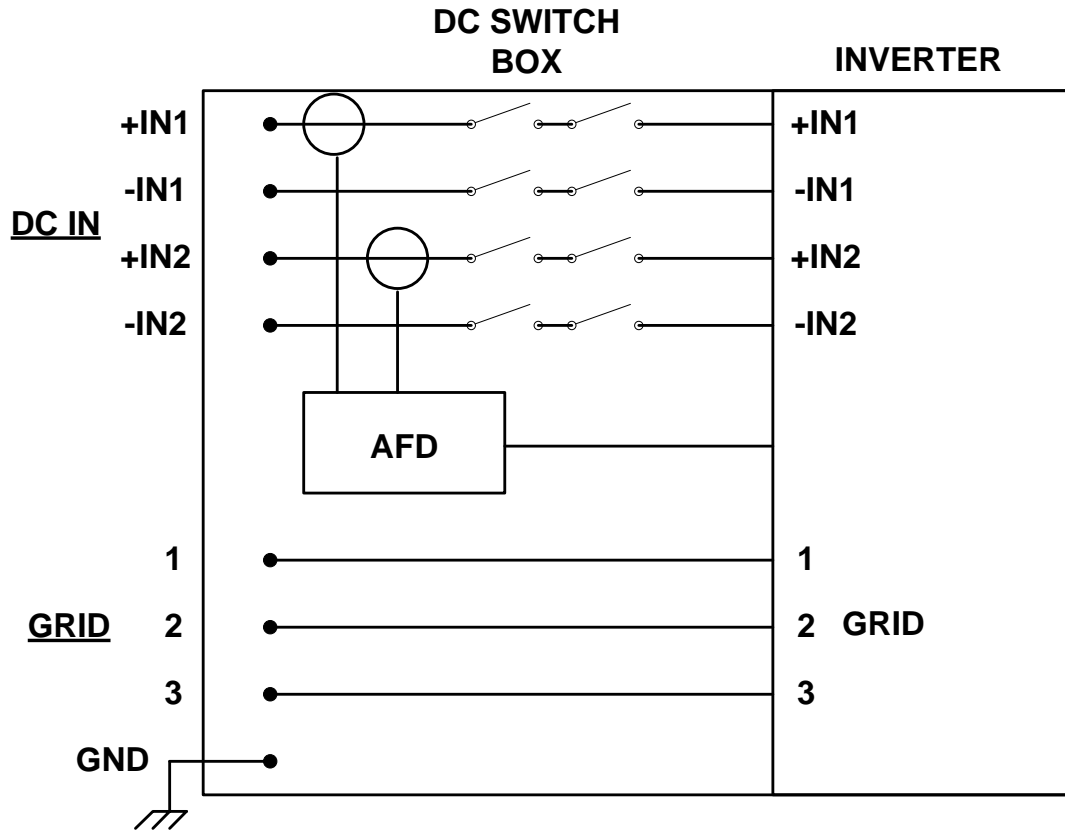 DC SWITCH
BOX
INVERTER
+IN1
+IN1
-IN1
-IN1
DC IN
+IN2
+IN2
-IN2
-IN2
AFD
1
1
GRID
2
2 GRID
3
3
GND